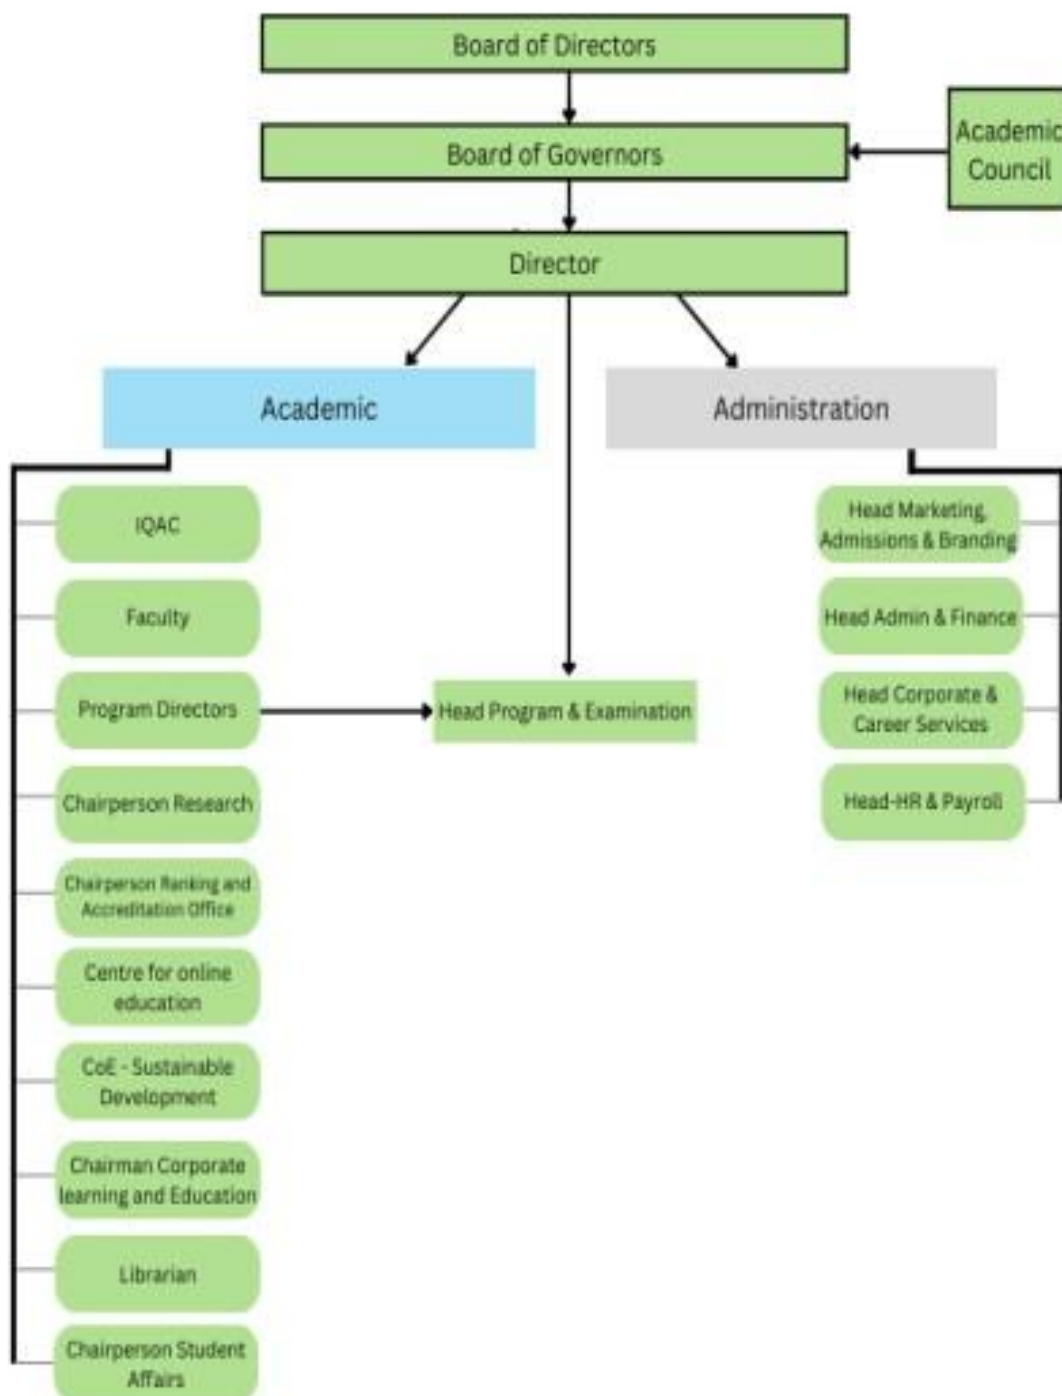 Board of Directors
Board of Governors
Academic
Council
Director
Academic
Administration
IQAC
Faculty
Program Directors
Chairperson Research
Chairperson Ranking and
Accreditation Office
Centre for online
education
CoE - Sustainable
Development
Chairman Corporate
learning and Education
Librarian
Chairperson Student
Affairs
Head Program & Examination
Head Marketing,
Admissions & Branding
Head Admin & Finance
Head Corporate &
Career Services
Head-HR & Payroll